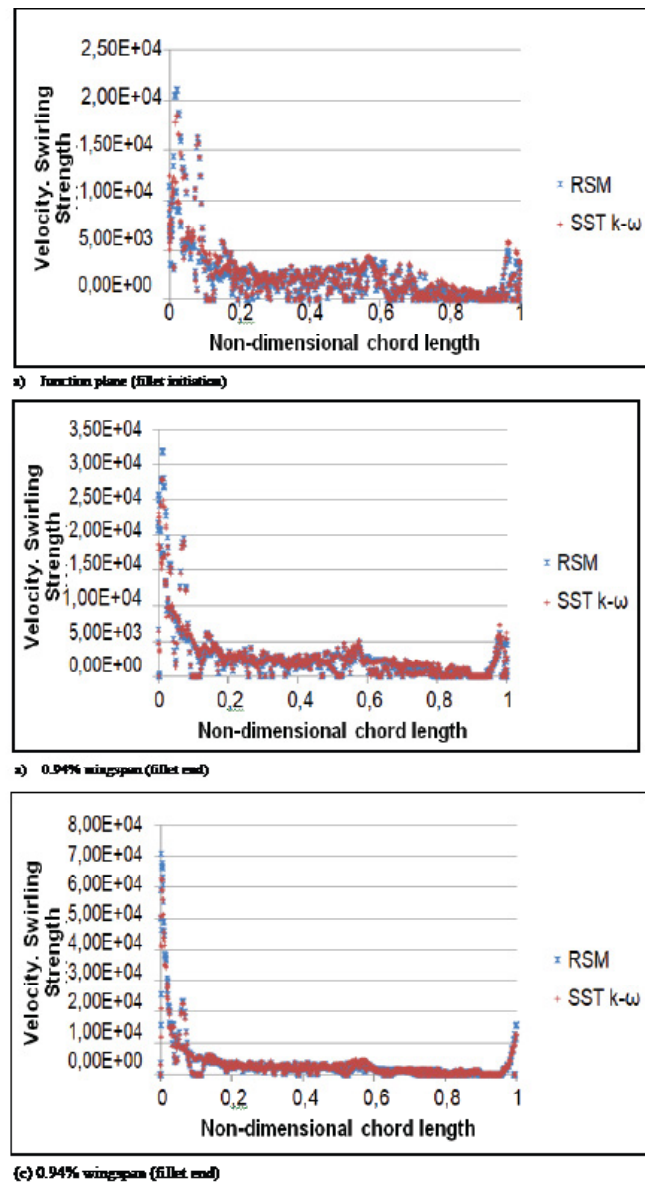 2,50E+04
2,00E+04
1,50E+04
1,00E+04
5,00E+03
0,00E+00
Velocity. Swirling
Strength
RSM
SST k-ω
0 0,2 0,4 0,6 0,8 1
Non-dimensional chord length
a) Junction plane (fillet initiation)
3,50E+04
3,00E+04
2,50E+04
2,00E+04
1,50E+04
1,00E+04
5,00E+03
0,00E+00
Velocity. Swirling
Strength
RSM
SST k-ω
0 0,2 0,4 0,6 0,8 1
Non-dimensional chord length
a) 0.94% wingspan (fillet end)
8,00E+04
7,00E+04
6,00E+04
5,00E+04
4,00E+04
3,00E+04
2,00E+04
1,00E+04
0,00E+00
Velocity. Swirling
Strength
RSM
SST k-ω
0 0,2 0,4 0,6 0,8 1
Non-dimensional chord length
(c) 0.94% wingspan (fillet end)